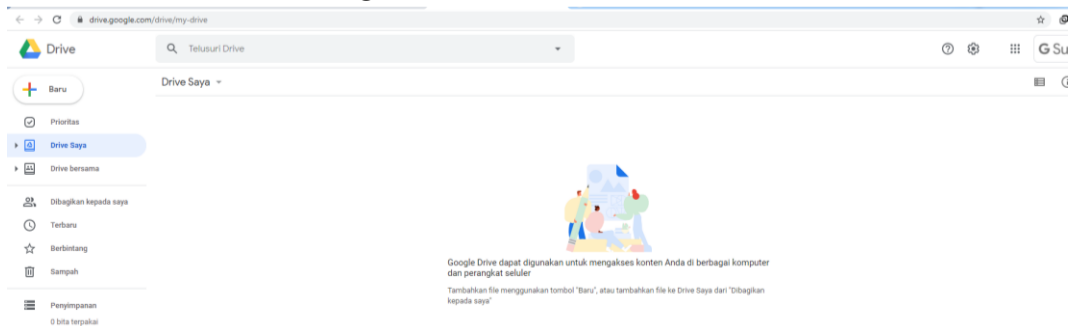 drive.google.com/drive/my-drive
Drive
Telusuri Drive
G Su
Baru
Drive Saya
Prioritas
Drive Saya
Drive bersama
Dibagikan kepada saya
Terbaru
Berbintang
Sampah
Penyimpanan
0 bita terpakai
Google Drive dapat digunakan untuk mengakses konten Anda di berbagai komputer
dan perangkat seluler
Tambahkan file menggunakan tombol "Baru", atau tambahkan file ke Drive Saya dari "Dibagikan
kepada saya"